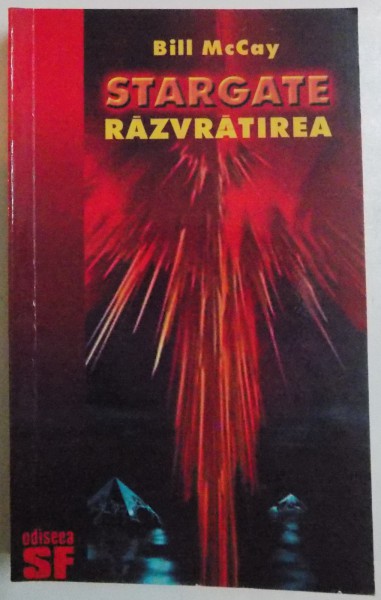 Bill McCay
STARGATE
RĂZVRĂTIREA
odiseea
SF